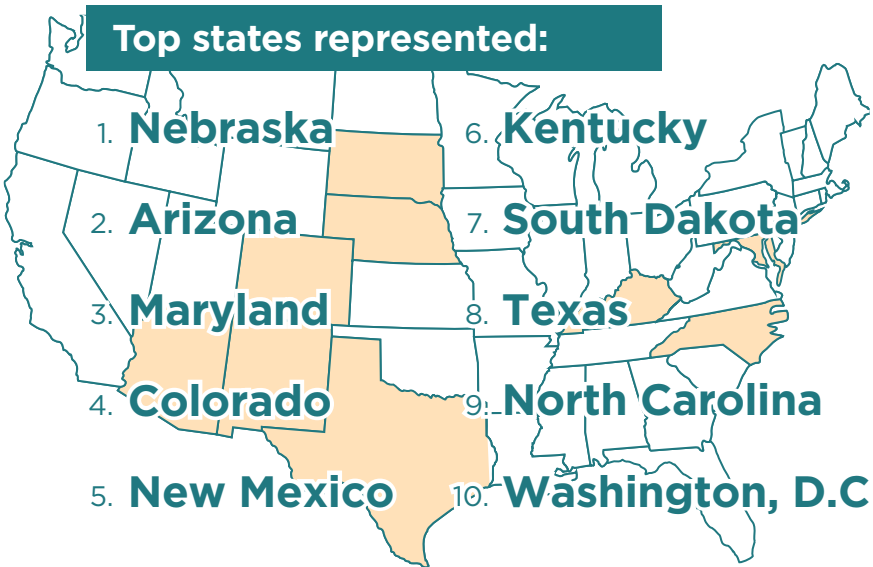 Top states represented:
1. Nebraska
2. Arizona
3. Maryland
4. Colorado
5. New Mexico
6. Kentucky
7. South Dakota
8. Texas
9. North Carolina
10. Washington, D.C